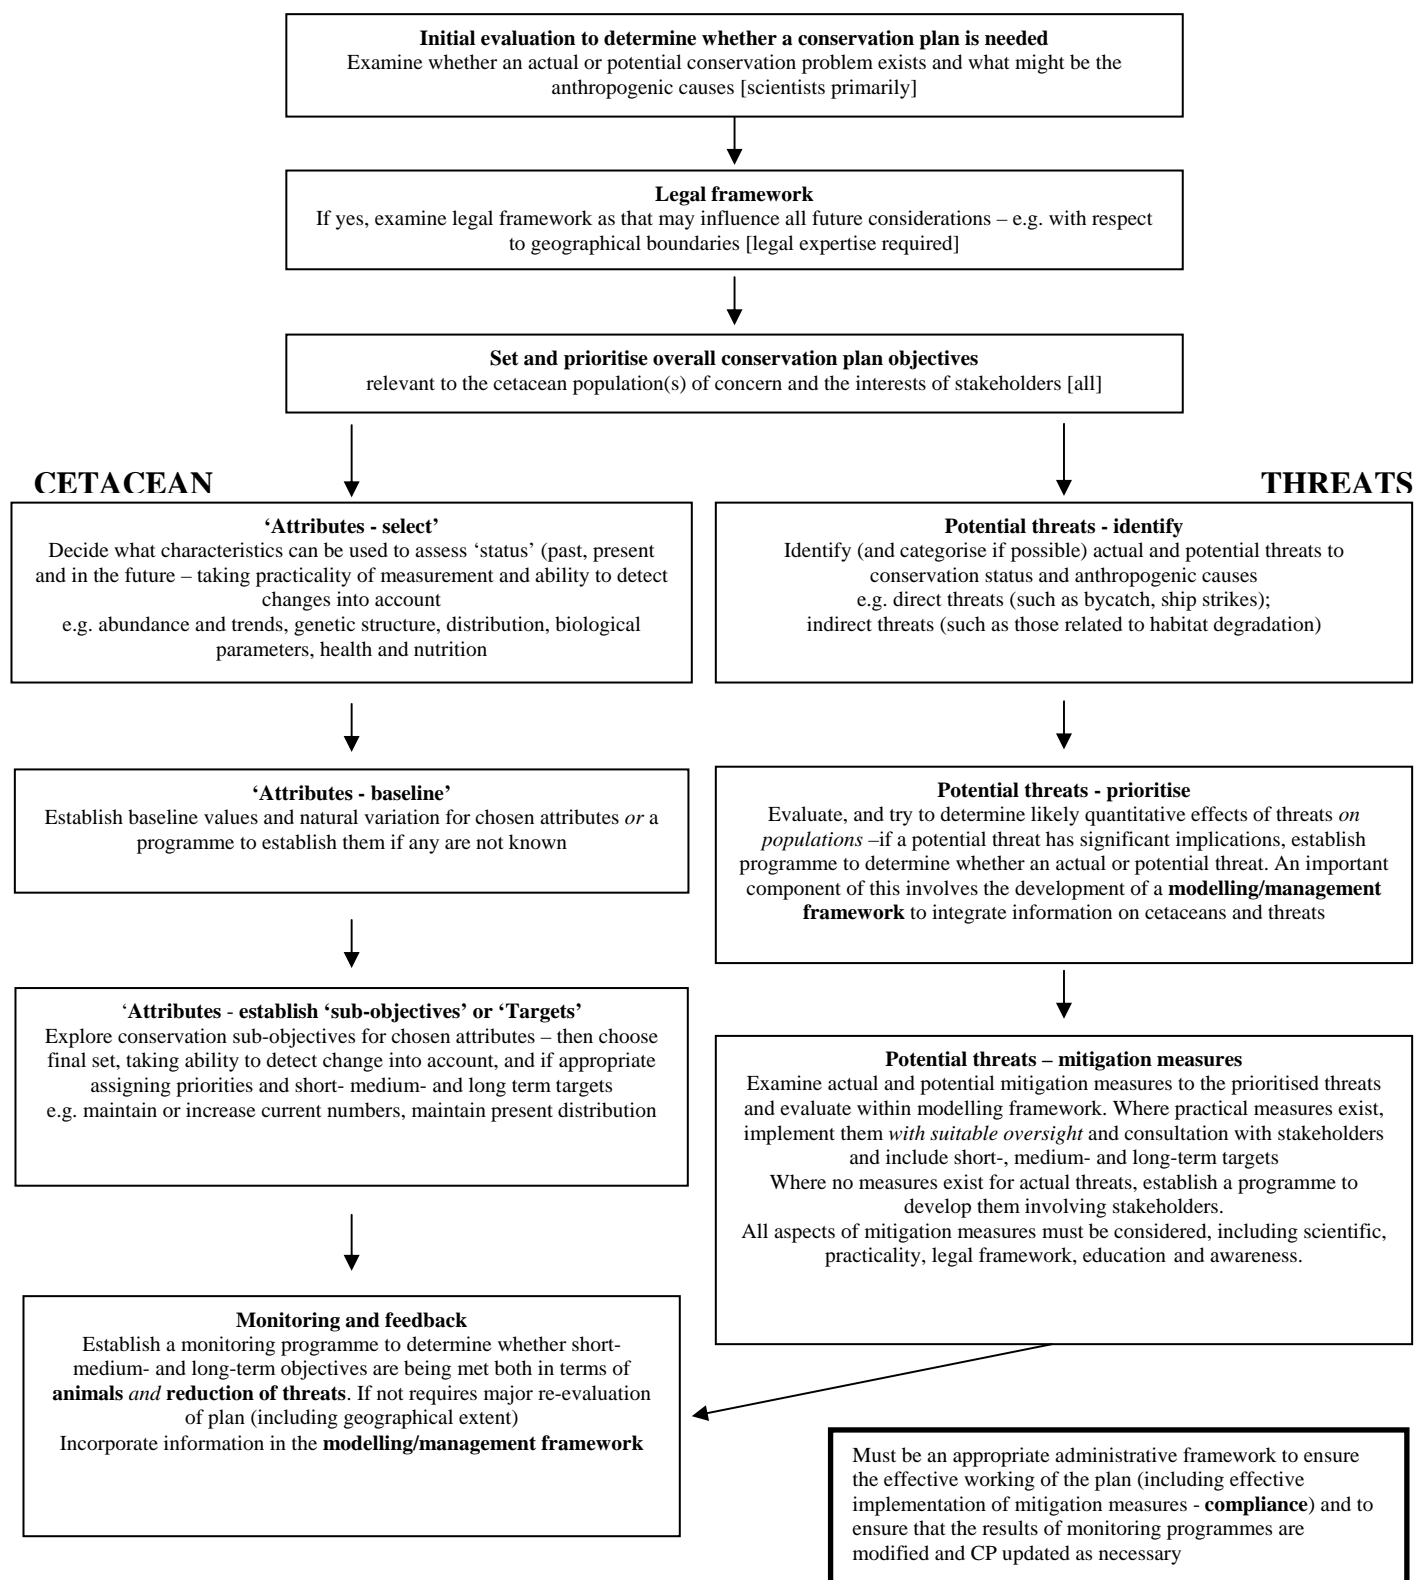 Initial evaluation to determine whether a conservation plan is needed
Examine whether an actual or potential conservation problem exists and what might be the
anthropogenic causes [scientists primarily]
Legal framework
If yes, examine legal framework as that may influence all future considerations – e.g. with respect
to geographical boundaries [legal expertise required]
Set and prioritise overall conservation plan objectives
relevant to the cetacean population(s) of concern and the interests of stakeholders [all]
CETACEAN
‘Attributes - select’
Decide what characteristics can be used to assess ‘status’ (past, present
and in the future – taking practicality of measurement and ability to detect
changes into account
e.g. abundance and trends, genetic structure, distribution, biological
parameters, health and nutrition
‘Attributes - baseline’
Establish baseline values and natural variation for chosen attributes or a
programme to establish them if any are not known
‘Attributes - establish ‘sub-objectives’ or ‘Targets’
Explore conservation sub-objectives for chosen attributes – then choose
final set, taking ability to detect change into account, and if appropriate
assigning priorities and short- medium- and long term targets
e.g. maintain or increase current numbers, maintain present distribution
Monitoring and feedback
Establish a monitoring programme to determine whether short-
medium- and long-term objectives are being met both in terms of
animals and reduction of threats. If not requires major re-evaluation
of plan (including geographical extent)
Incorporate information in the modelling/management framework
THREATS
Potential threats - identify
Identify (and categorise if possible) actual and potential threats to
conservation status and anthropogenic causes
e.g. direct threats (such as bycatch, ship strikes);
indirect threats (such as those related to habitat degradation)
Potential threats - prioritise
Evaluate, and try to determine likely quantitative effects of threats on
populations –if a potential threat has significant implications, establish
programme to determine whether an actual or potential threat. An important
component of this involves the development of a modelling/management
framework to integrate information on cetaceans and threats
Potential threats – mitigation measures
Examine actual and potential mitigation measures to the prioritised threats
and evaluate within modelling framework. Where practical measures exist,
implement them with suitable oversight and consultation with stakeholders
and include short-, medium- and long-term targets
Where no measures exist for actual threats, establish a programme to
develop them involving stakeholders.
All aspects of mitigation measures must be considered, including scientific,
practicality, legal framework, education and awareness.
Must be an appropriate administrative framework to ensure
the effective working of the plan (including effective
implementation of mitigation measures - compliance) and to
ensure that the results of monitoring programmes are
modified and CP updated as necessary